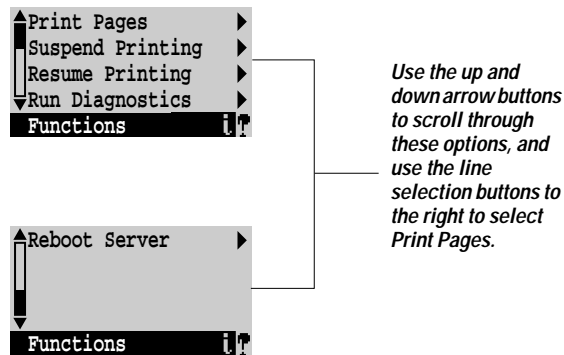 Print Pages
Suspend Printing
Resume Printing
Run Diagnostics
Functions
Use the up and
down arrow buttons
to scroll through
these options, and
use the line
selection buttons to
the right to select
Print Pages.
Reboot Server
Functions